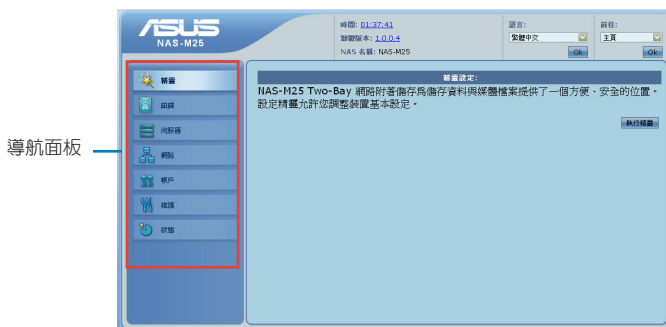 ASUS
NAS-M25
時間: 01:37:41
韌體版本: 1.0.0.4
NAS 名稱: NAS-M25
語言:
繁體中文
Ok
前往:
主頁
Ok
導航面板
精靈
磁碟
伺服器
網路
帳戶
維護
狀態
精靈設定:
NAS-M25 Two-Bay 網路附著儲存為儲存資料與媒體檔案提供了一個方便、安全的位置。
設定精靈允許您調整裝置基本設定。
執行精靈